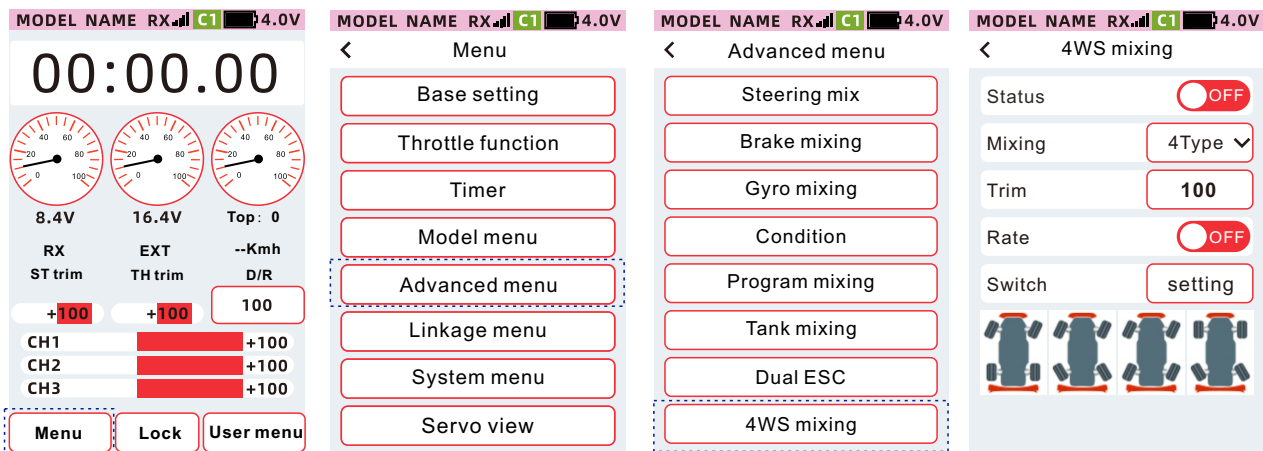 MODEL NAME RX C1 4.0V
00:00.00
40 60 40 60 40 60
20 80 20 80 20 80
0 100 0 100 0 100
8.4V 16.4V Top: 0
RX EXT --Kmh
ST trim TH trim D/R
+100 +100 100
CH1 +100
CH2 +100
CH3 +100
Menu Lock User menu
MODEL NAME RX C1 4.0V
< Menu
Base setting
Throttle function
Timer
Model menu
Advanced menu
Linkage menu
System menu
Servo view
MODEL NAME RX C1 4.0V
< Advanced menu
Steering mix
Brake mixing
Gyro mixing
Condition
Program mixing
Tank mixing
Dual ESC
4WS mixing
MODEL NAME RX C1 4.0V
< 4WS mixing
Status OFF
Mixing 4Type
Trim 100
Rate OFF
Switch setting